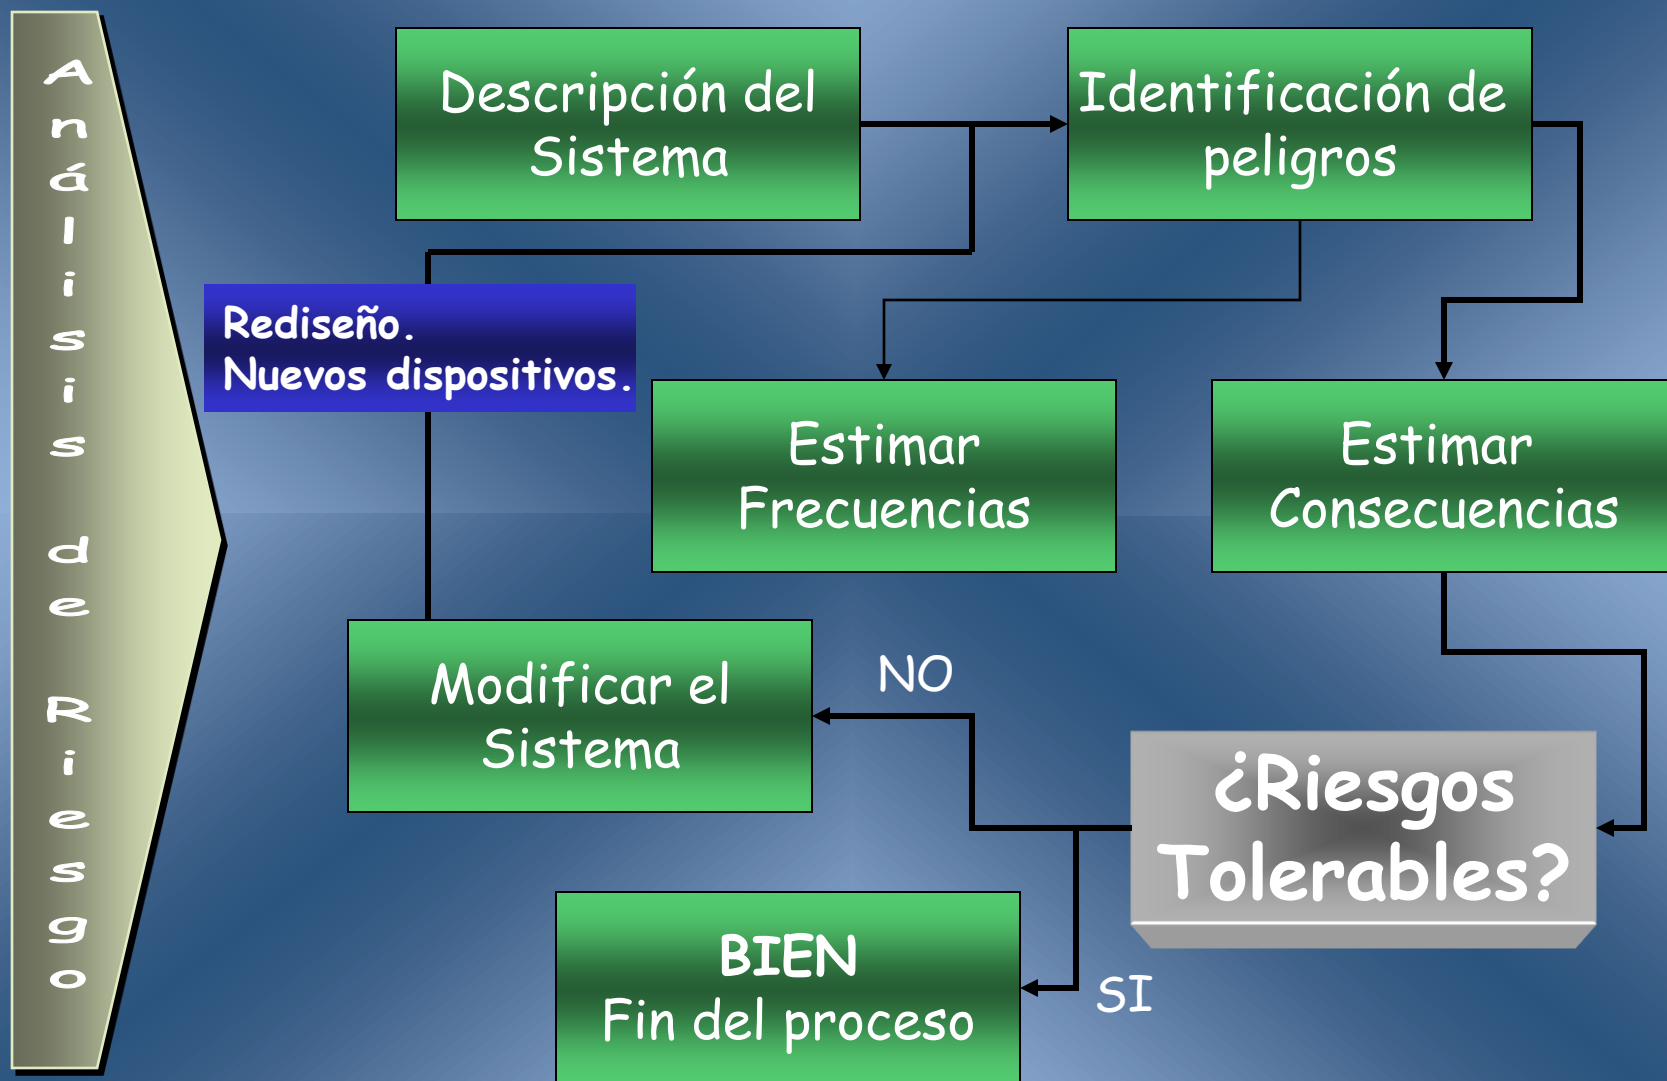 Análisis de Riesgo
Descripción del
Sistema
Identificación de
peligros
Rediseño.
Nuevos dispositivos.
Estimar
Frecuencias
Estimar
Consecuencias
Modificar el
Sistema
NO
¿Riesgos
Tolerables?
BIEN
Fin del proceso
SI